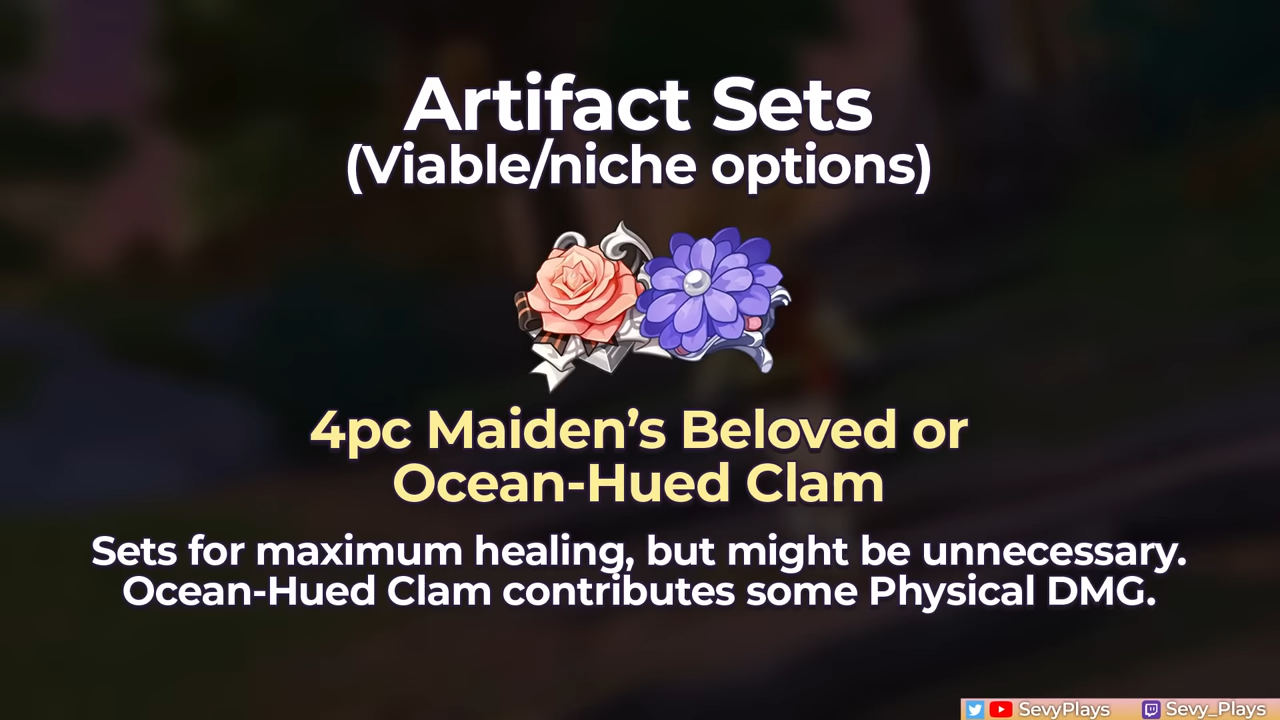 Artifact Sets
(Viable/niche options)
4pc Maiden’s Beloved or
Ocean-Hued Clam
Sets for maximum healing, but might be unnecessary.
Ocean-Hued Clam contributes some Physical DMG.
SevyPlays Sevy_Plays